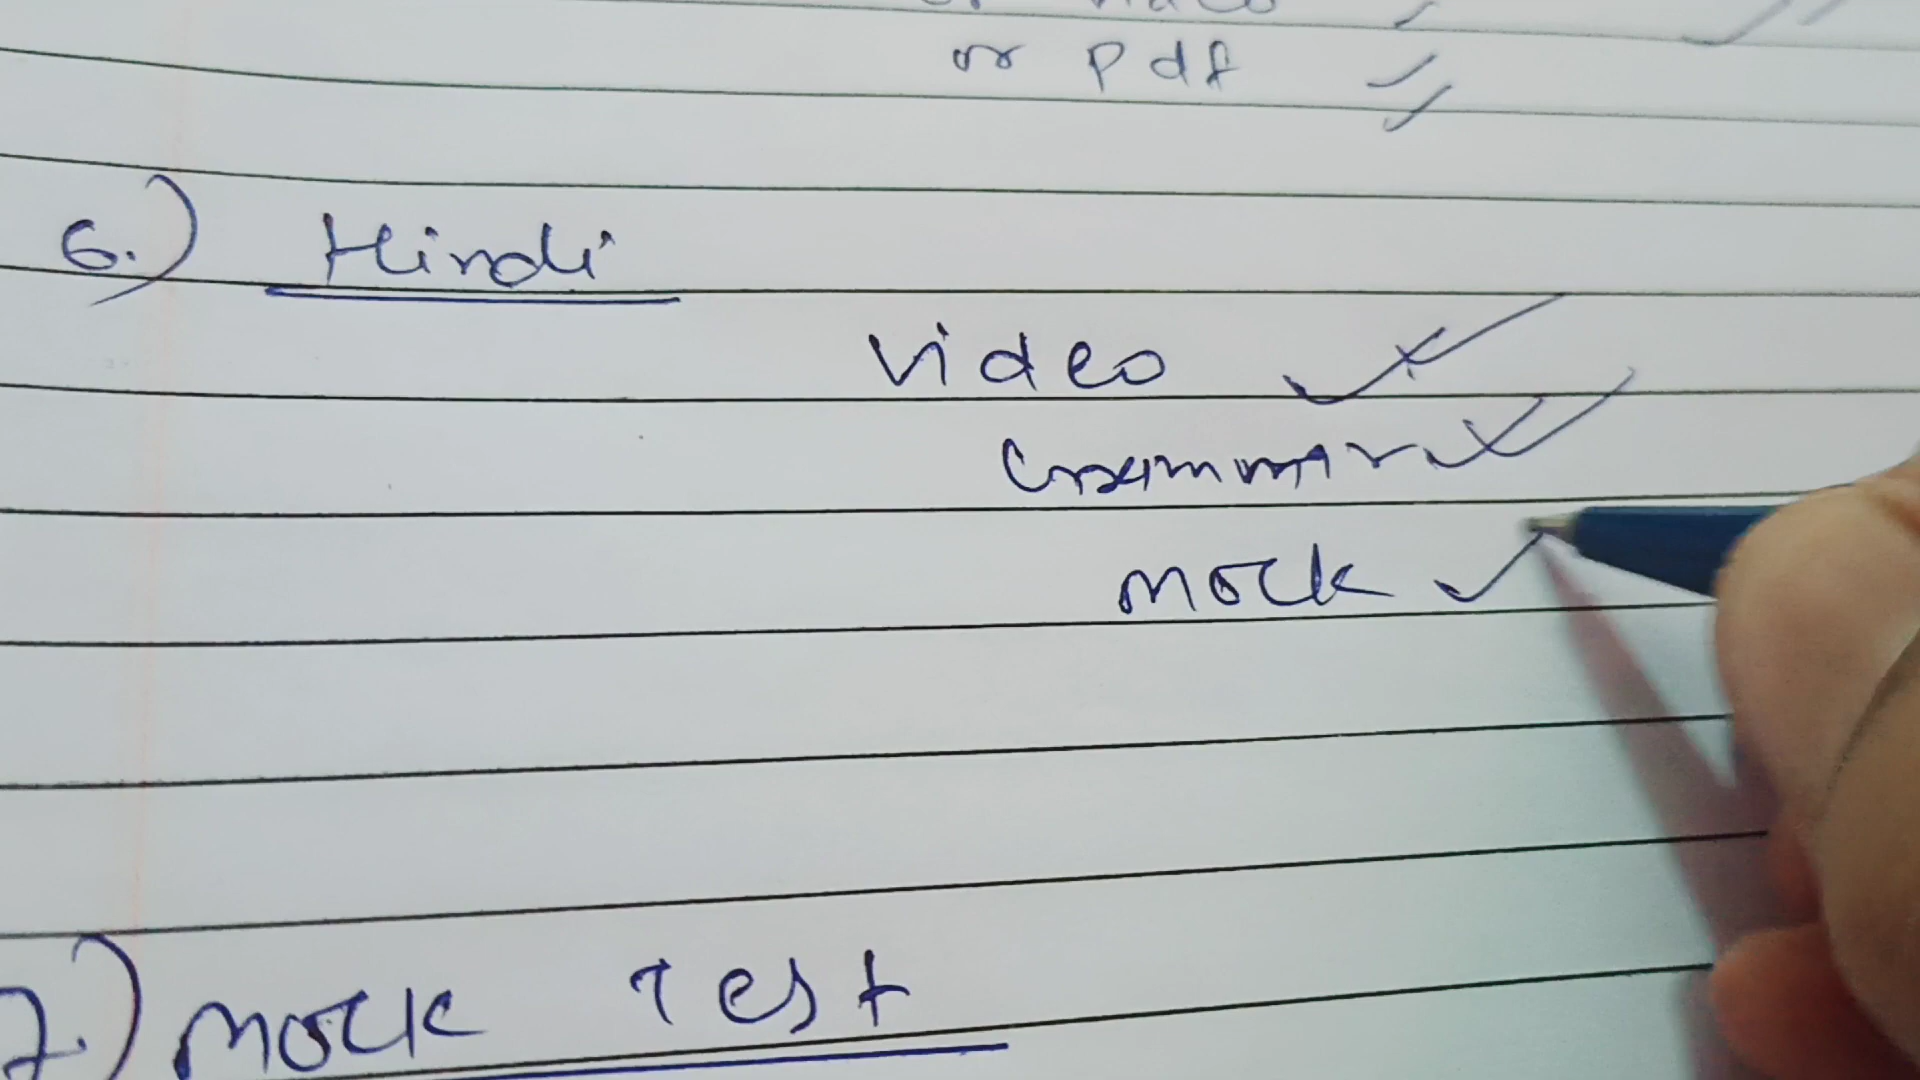 or pdf
6.) Hindi
Video
Grammar
mock
7.) mock Test